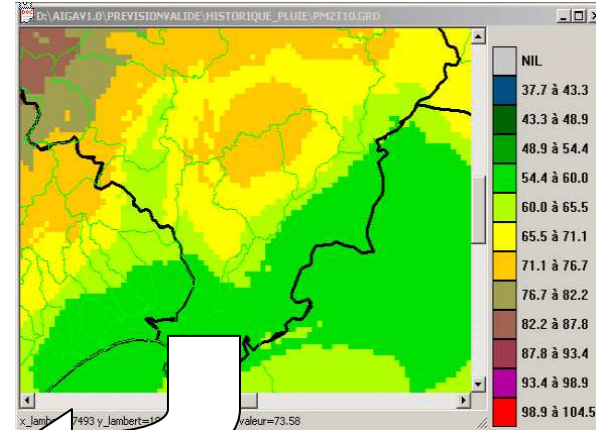 D:\AIGAV1.0\PREVISIONVALIDE\HISTORIQUE_PLUIE\PM2T10.GRD
NIL
37.7 à 43.3
43.3 à 48.9
48.9 à 54.4
54.4 à 60.0
60.0 à 65.5
65.5 à 71.1
71.1 à 76.7
76.7 à 82.2
82.2 à 87.8
87.8 à 93.4
93.4 à 98.9
98.9 à 104.5
7493 y_lambert= valeur=73.58